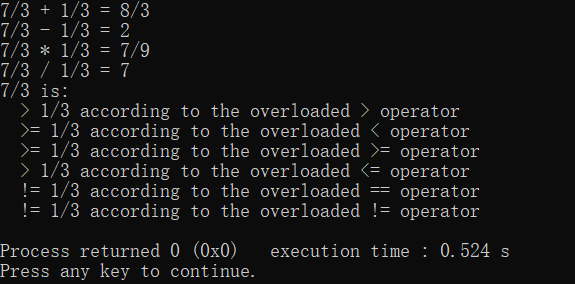 7/3 + 1/3 = 8/3
7/3 - 1/3 = 2
7/3 * 1/3 = 7/9
7/3 / 1/3 = 7
7/3 is:
  > 1/3 according to the overloaded > operator
  >= 1/3 according to the overloaded < operator
  >= 1/3 according to the overloaded >= operator
  > 1/3 according to the overloaded <= operator
  != 1/3 according to the overloaded == operator
  != 1/3 according to the overloaded != operator

Process returned 0 (0x0)   execution time : 0.524 s
Press any key to continue.